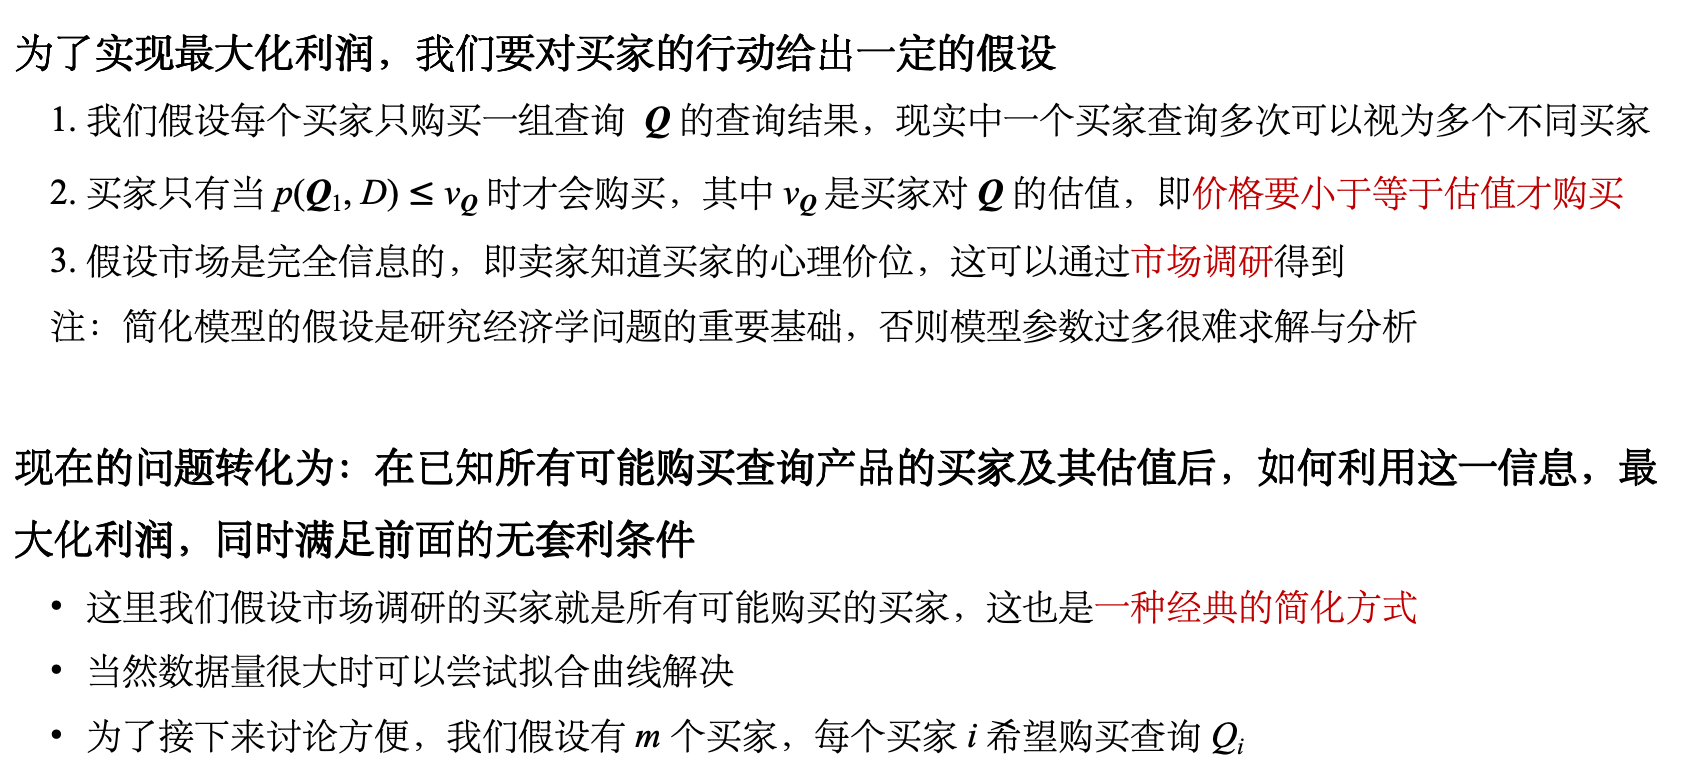 为了实现最大化利润，我们要对买家的行动给出一定的假设
1. 我们假设每个买家只购买一组查询 Q 的查询结果，现实中一个买家查询多次可以视为多个不同买家
2. 买家只有当 p(Q₁, D) ≤ v_Q 时才会购买，其中 v_Q 是买家对 Q 的估值，即价格要小于等于估值才购买
3. 假设市场是完全信息的，即卖家知道买家的心理价位，这可以通过市场调研得到
注：简化模型的假设是研究经济学问题的重要基础，否则模型参数过多很难求解与分析
现在的问题转化为：在已知所有可能购买查询产品的买家及其估值后，如何利用这一信息，最
大化利润，同时满足前面的无套利条件
• 这里我们假设市场调研的买家就是所有可能购买的买家，这也是一种经典的简化方式
• 当然数据量很大时可以尝试拟合曲线解决
• 为了接下来讨论方便，我们假设有 m 个买家，每个买家 i 希望购买查询 Qᵢ